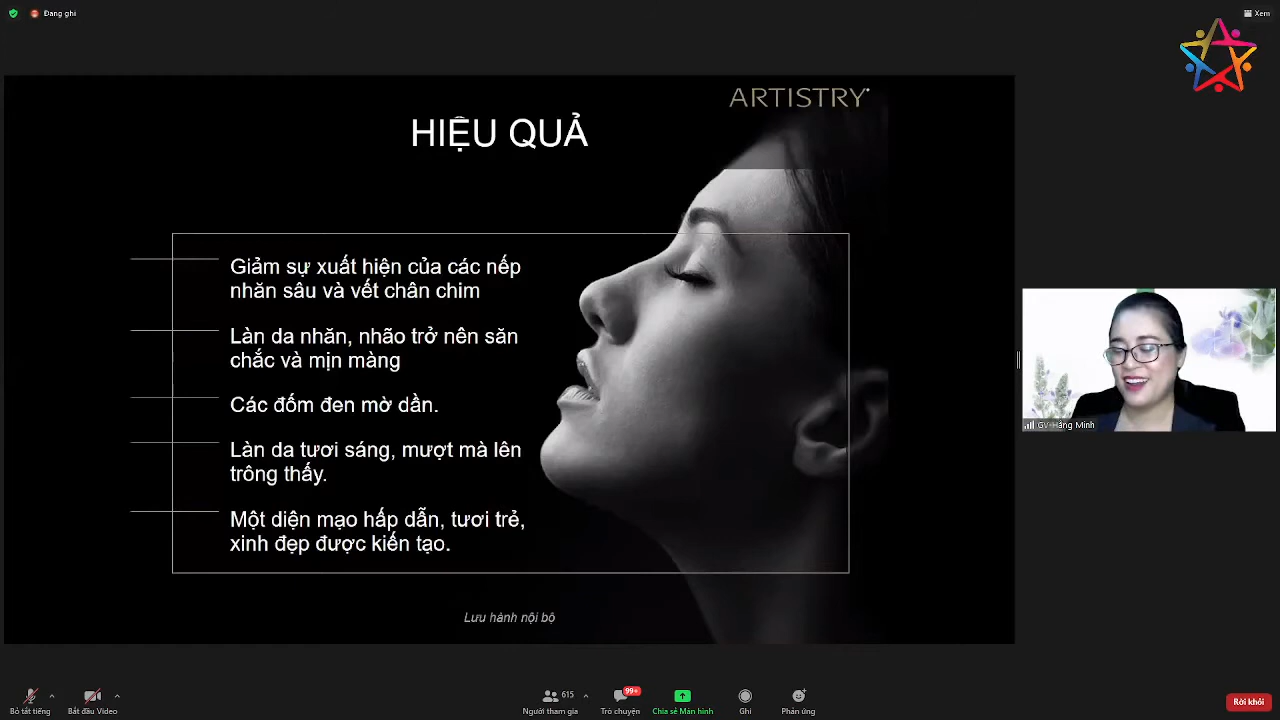 Đang ghi
Xem
ARTISTRY
HIỆU QUẢ
Giảm sự xuất hiện của các nếp
nhăn sâu và vết chân chim
Làn da nhăn, nhão trở nên săn
chắc và mịn màng
Các đốm đen mờ dần.
Làn da tươi sáng, mượt mà lên
trông thấy.
Một diện mạo hấp dẫn, tươi trẻ,
xinh đẹp được kiến tạo.
Lưu hành nội bộ
GV-Hằng Minh
Bỏ tắt tiếng
Bắt đầu Video
615
Người tham gia
99+
Trò chuyện
Chia sẻ Màn hình
Ghi
Phản ứng
Rời khỏi